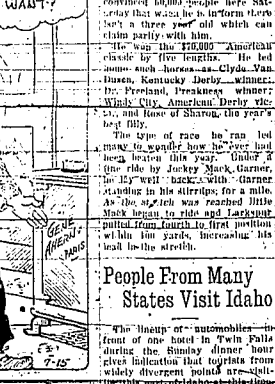 WANT?
convinced 60,000 people here Sat-
urday that when he is in form there
isn't a three year old which can
claim parity with him.
He won the $70,000 American
classic by five lengths. He led
home such horses as Clyde Van
Dusen, Kentucky Derby winner;
Dr. Freeland, Preakness winner;
Windy City, American Derby vic-
and Rose of Sharon, the year's
best filly.
The type of race he ran led
many to wonder how he ever had
been beaten this year. Under a
fine ride by Jockey Mack Garner,
he lay well back, with Garner
standing in his stirrups; for a mile.
As the stretch was reached little
Mack began to ride and Larkspur
pulled from fourth to first position
within 100 yards, increasing his
lead in the stretch.
GENE
AHERN
PARIS
7-15
People From Many
States Visit Idaho
The lineup of automobiles in
front of one hotel in Twin Falls
during the Sunday dinner hour
gives indication that tourists from
widely divergent points are visit-